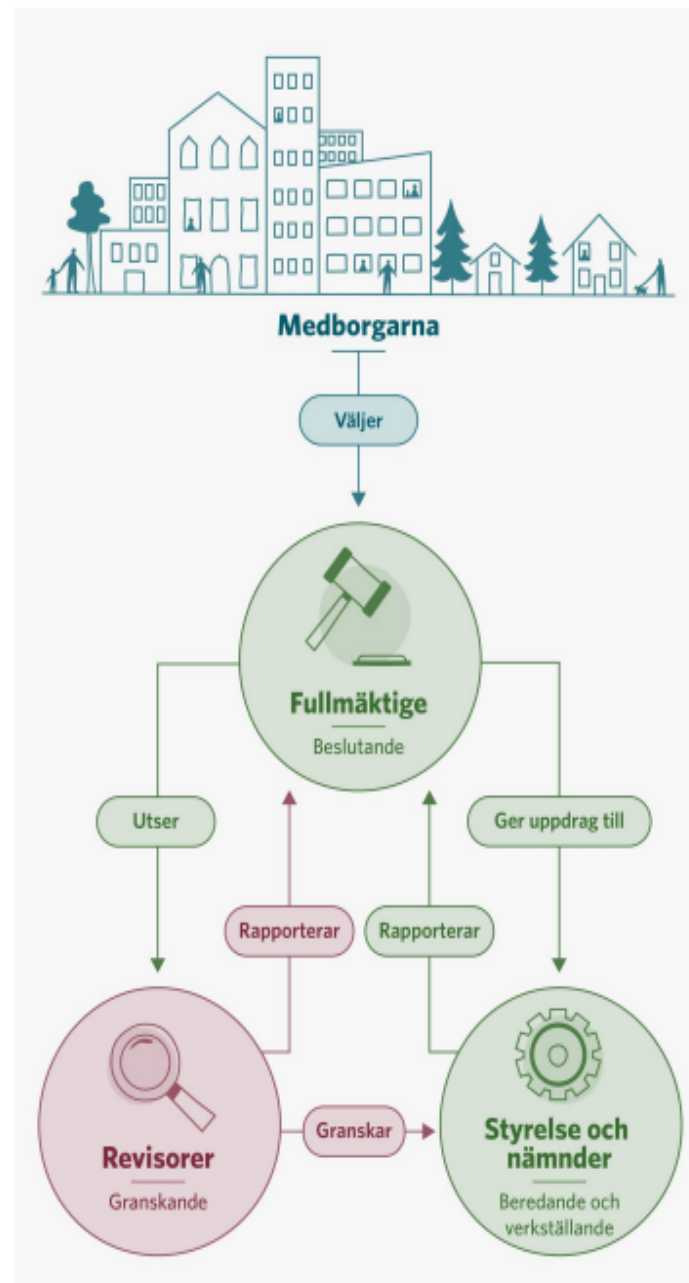 Medborgarna
Väljer
Fullmäktige
Beslutande
Utser
Ger uppdrag till
Rapporterar
Rapporterar
Revisorer
Granskande
Granskar
Styrelse och
nämnder
Beredande och
verkställande